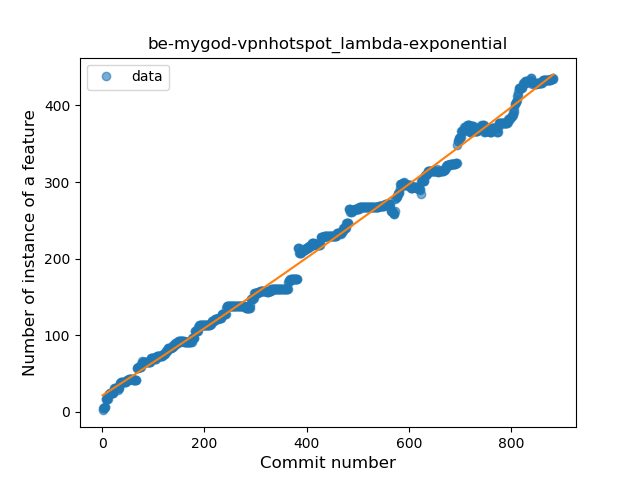 be-mygod-vpnhotspot_lambda-exponential
data
Number of instance of a feature
400
300
200
100
0
0 200 400 600 800
Commit number